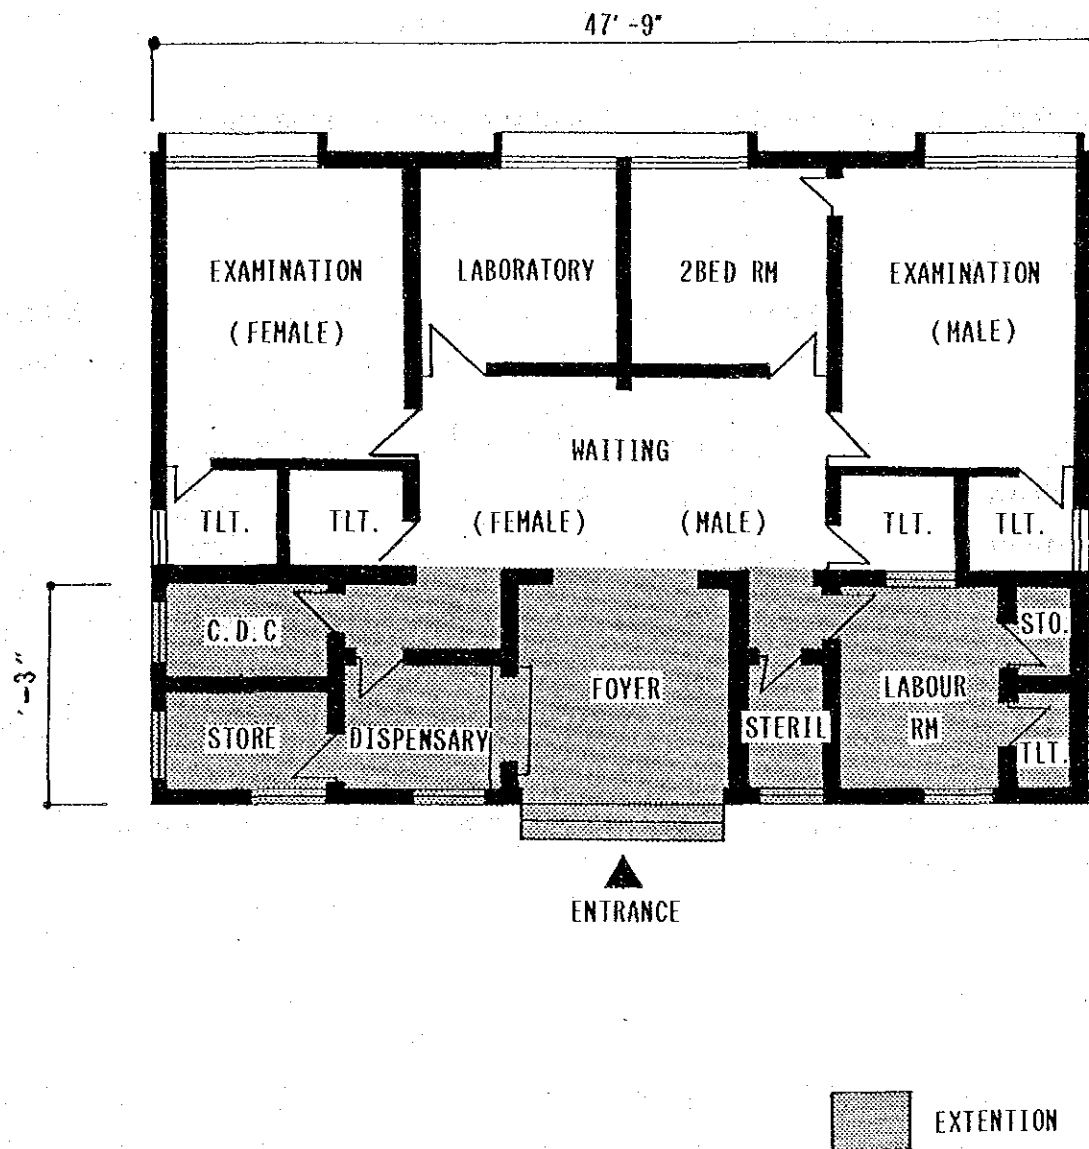 47'-9"
EXAMINATION
(FEMALE)
LABORATORY
2BED RM
EXAMINATION
(MALE)
WAITING
(FEMALE)
(MALE)
TLT.
TLT.
TLT.
TLT.
C.D.C
STO.
'-3"
FOYER
LABOUR
RM
STORE
DISPENSARY
STERIL
TLT.
ENTRANCE
EXTENTION